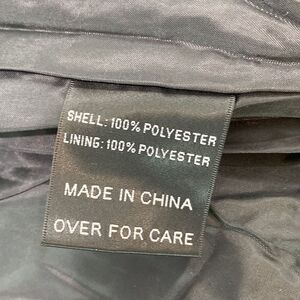 SHELL: 100% POLYESTER
LINING: 100% POLYESTER
MADE IN CHINA
OVER FOR CARE